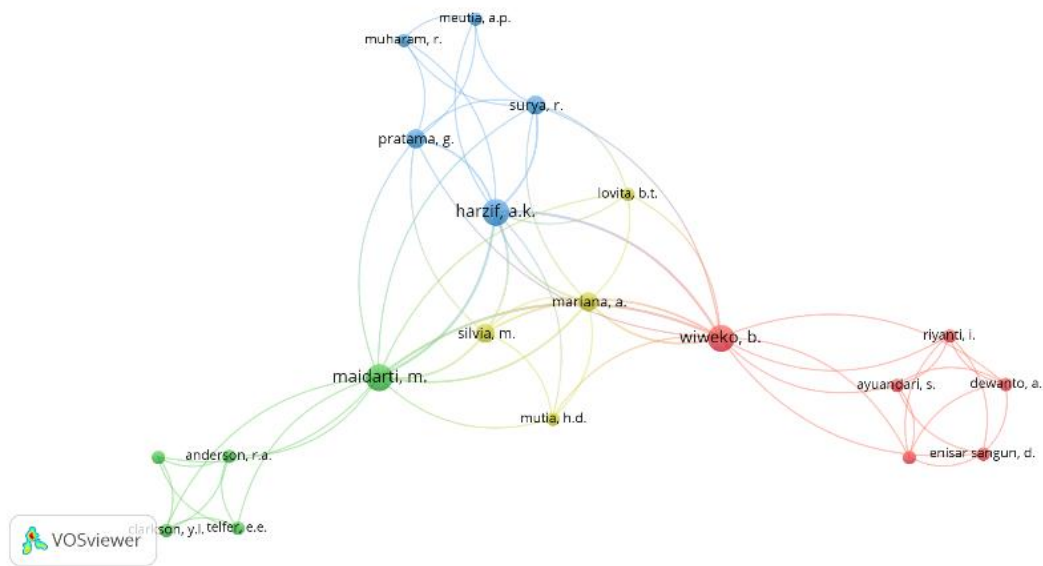 meutia, a.p.
muharam, r.
surya, r.
pratama, g.
lovita, b.t.
harzif, a.k.
mariana, a.
silvia, m.
wiweko, b.
riyanti, i.
maidarti, m.
ayuandari, s.
dewanto, a.
mutia, h.d.
anderson, r.a.
enisar sangun, d.
clarkson, y.l.
telfer, e.e.
VOSviewer